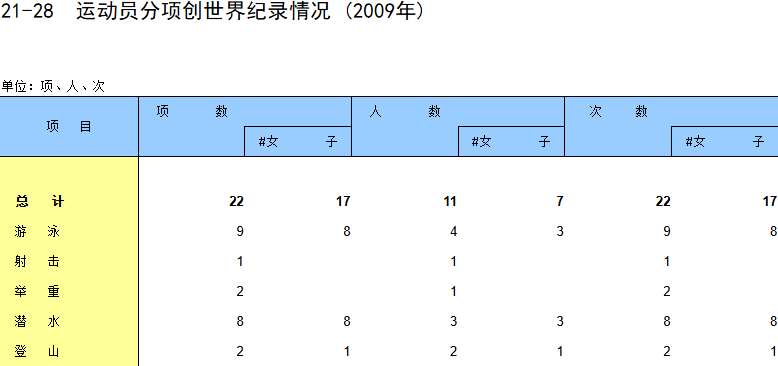 21-28 运动员分项创世界纪录情况 (2009年)
单位: 项、人、次
项 目 项 数 人 数 次 数
#女 子 #女 子 #女 子
总 计 22 17 11 7 22 17
游 泳 9 8 4 3 9 8
射 击 1 1 1
举 重 2 1 2
潜 水 8 8 3 3 8 8
登 山 2 1 2 1 2 1